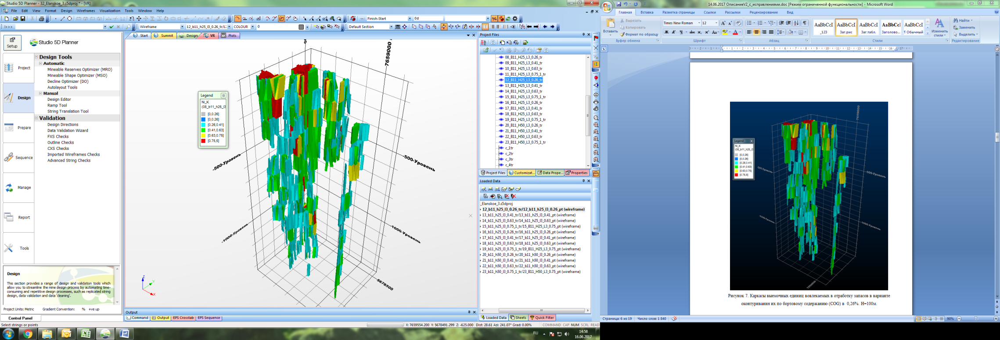 Studio 5D Planner - 32_Elanskoe_3.s5dproj * - [VR]
File Edit View Format Design Wireframes Visualization Tools Window Help
Finish-Start 0d
!>>> Wireframe 12_b11_h25_l3_0.26_tr/12 COLOUR 0 Default Section
Setup
Studio 5D Planner
Project
Design
Prepare
Sequence
Manage
Report
Tools
Design Tools
Automatic
Mineable Reserves Optimizer (MRO)
Mineable Shape Optimizer (MSO)
Decline Optimizer (DO)
Autolayout Tools
Manual
Design Editor
Ramp Tool
String Translation Tool
Validation
Design Directions
Data Validation Wizard
FXS Checks
Outline Checks
CXS Checks
Imported Wireframes Checks
Advanced String Checks
Design
This section provides a range of design and validation tools which
allow you to streamline the mine design process by automating time-
consuming and repetitive design processes, such as replicated string
design, data validation and data 'cleaning'.
Project Units: Metric Gradient Convention: % +ve up
Control Panel
Select strings or points
Start Summit Design VR Plots
Legend
Ni_K
(08_b11_h25_l3
[0,0.26]
[0,0.26]
[0.26,0.41]
[0.41,0.63]
[0.63,0.75]
[0.75,5]
7659000
-500-Уровень
-500-Уровень
-1000-Уровень
-1000-Уровень
5678500
Z
Y
X
Output
Command Output EPS Crosstab EPS Sequence
Project Files
08_B11_H25_L3_0.26_tr
09_B11_H25_L3_0.41_tr
10_B11_H25_L3_0.63_tr
11_B11_H25_L3_0.75_1_tr
12_B11_H25_L3_0.26_tr
13_B11_H25_L3_0.41_tr
14_B11_H25_L3_0.63_tr
15_B11_H25_L3_0.75_1_tr
16_B11_H25_L3_0.26_tr
17_B11_H25_L3_0.41_tr
18_B11_H25_L3_0.63_tr
19_B11_H25_L3_0.75_1_tr
20_B11_H50_L3_0.26_tr
21_B11_H50_L3_0.41_tr
22_B11_H50_L3_0.63_tr
23_B11_H50_L3_0.75_1_tr
c_1tr
c_2tr
c_3tr
c_4tr
Project Files Customizat... Data Prope... Properties
Loaded Data
_Elanskoe_3.s5dproj
12_b11_h25_l3_0.26_tr/12_b11_h25_l3_0.26_pt (wireframe)
13_b11_h25_l3_0.41_tr/13_b11_h25_l3_0.41_pt (wireframe)
14_b11_h25_l3_0.63_tr/14_b11_h25_l3_0.63_pt (wireframe)
15_b11_h25_l3_0.75_1_tr/15_B11_H25_L3_0.75_pt (wireframe)
16_b11_h25_l3_0.26_tr/16_b11_h25_l3_0.26_pt (wireframe)
17_b11_h25_l3_0.41_tr/17_b11_h25_l3_0.41_pt (wireframe)
18_b11_h25_l3_0.63_tr/18_b11_h25_l3_0.63_pt (wireframe)
19_b11_h25_l3_0.75_1_tr/19_B11_H25_L3_0.75_pt (wireframe)
20_b11_h50_l3_0.26_tr/20_b11_h50_l3_0.26_pt (wireframe)
21_b11_h50_l3_0.41_tr/21_b11_h50_l3_0.41_pt (wireframe)
22_b11_h50_l3_0.63_tr/22_b11_h50_l3_0.63_pt (wireframe)
23_b11_h50_l3_0.75_1_tr/23_B11_H50_L3_0.75_pt (wireframe)
Loaded Data Sheets Quick Filter
X: 7659554.200 Y: 5678491.299 Z: -625.000 Dist: 28.61 Azi: 241.07° Grad: 0.00% COMMAND CAP NUM SCRL READ
RU 14:58
16.06.2017
14.06.2017 ОписаниеV2_с_исправлениями.doc [Режим ограниченной функциональности] - Microsoft Word
Главная Вставка Разметка страницы Ссылки Рассылки Рецензирование Вид
Вставить
Вырезать
Копировать
Формат по образцу
Буфер обмена
Times New Roman 12
Шрифт
Абзац
AaBbCcI AaBbCcI AaBbCcI AaBbCcI AaBbCcI
_123 Заг.рис Заг.табл. Заголово... ¶ Обычный
Изменить стили
Стили
Найти
Заменить
Выделить
Редактирование
Legend
Ni_K
(08_b11_h25_l3
[0,0.26]
[0,0.26]
[0.26,0.41]
[0.41,0.63]
[0.63,0.75]
[0.75,5]
7659000
-500-Уровень
-500-Уровень
-1000-Уровень
-1000-Уровень
Рисунок 7. Каркасы выемочных единиц вовлекаемых в отработку запасов в варианте
оконтуривания их по бортовому содержанию (COG) в 0,26%. Н=100м.
Страница: 6 из 19 Число слов: 1 840 90%